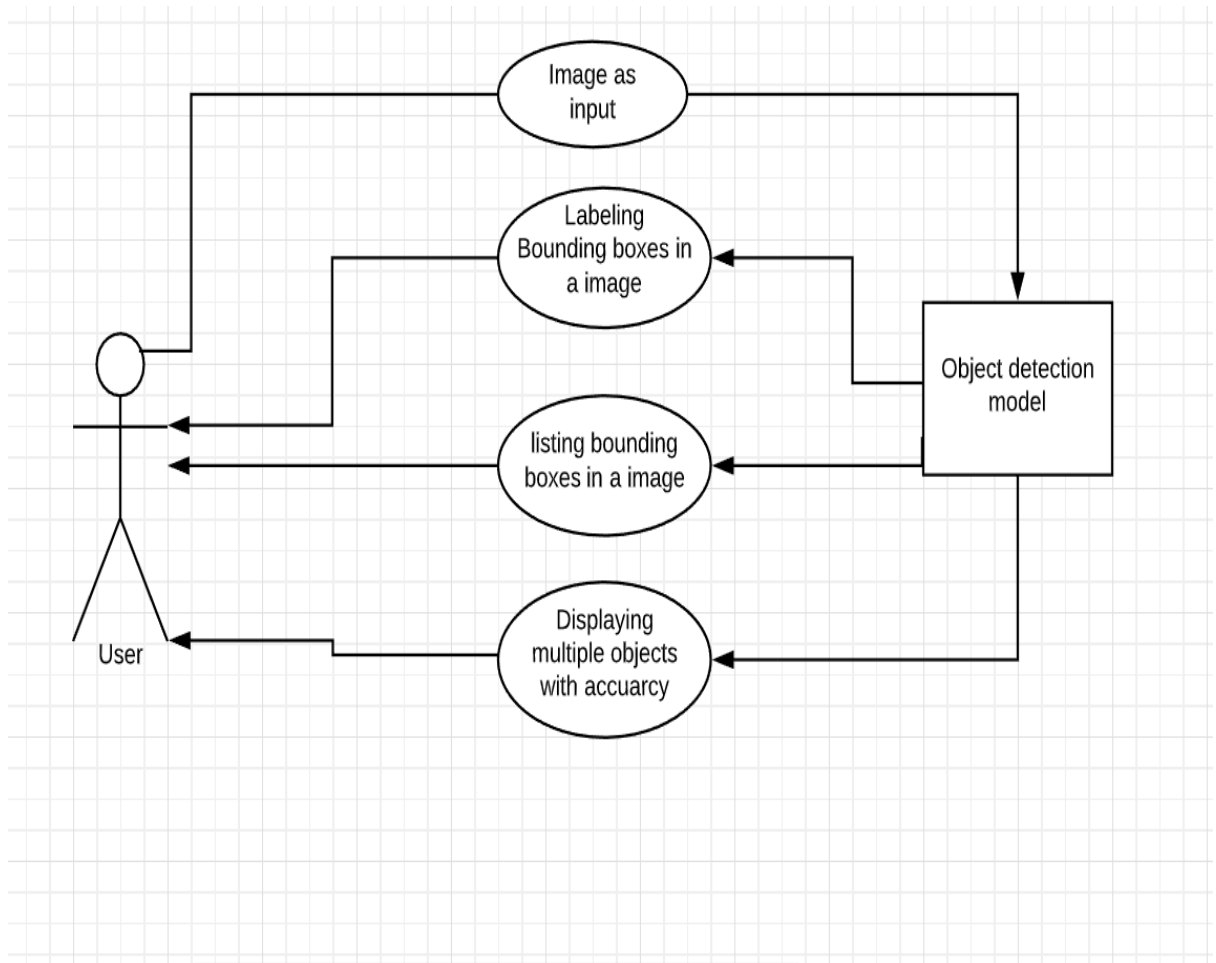 Image as
input
Labeling
Bounding boxes in
a image
Object detection
model
listing bounding
boxes in a image
Displaying
multiple objects
with accuarcy
User